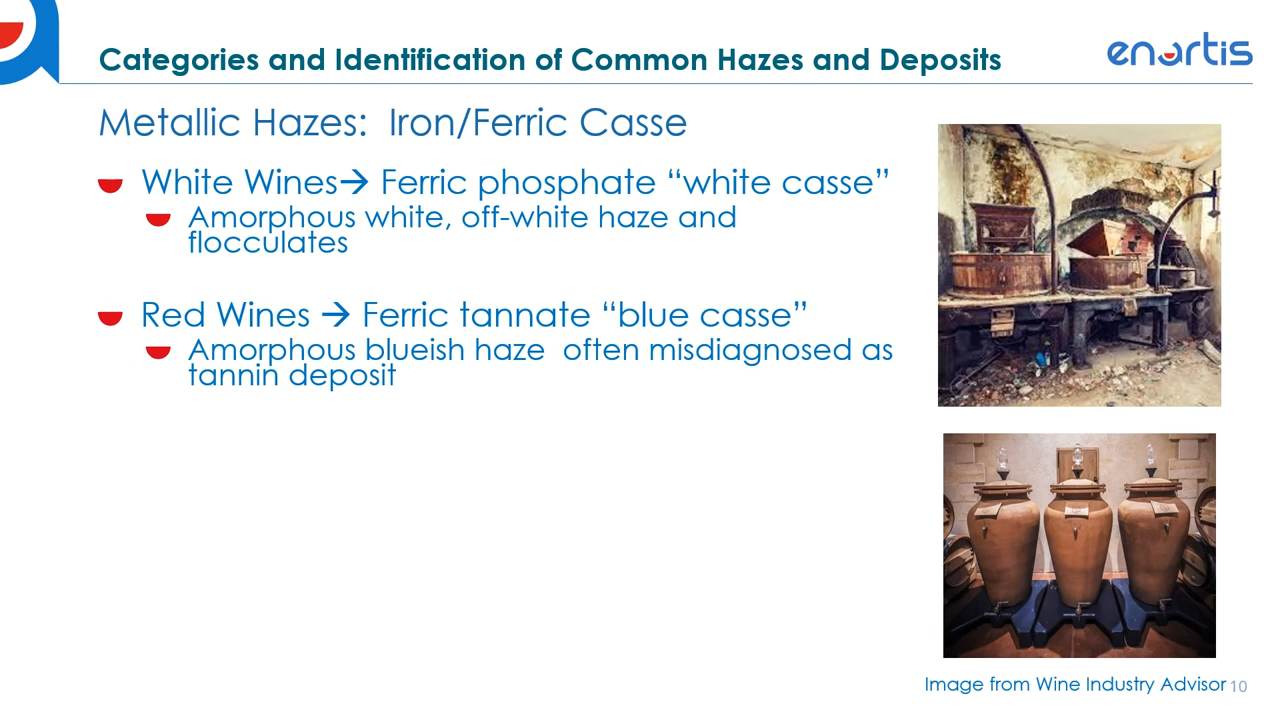 Categories and Identification of Common Hazes and Deposits
enartis
Metallic Hazes:  Iron/Ferric Casse
White Wines→ Ferric phosphate “white casse”
Amorphous white, off-white haze and
flocculates
Red Wines → Ferric tannate “blue casse”
Amorphous blueish haze  often misdiagnosed as
tannin deposit
Image from Wine Industry Advisor
10